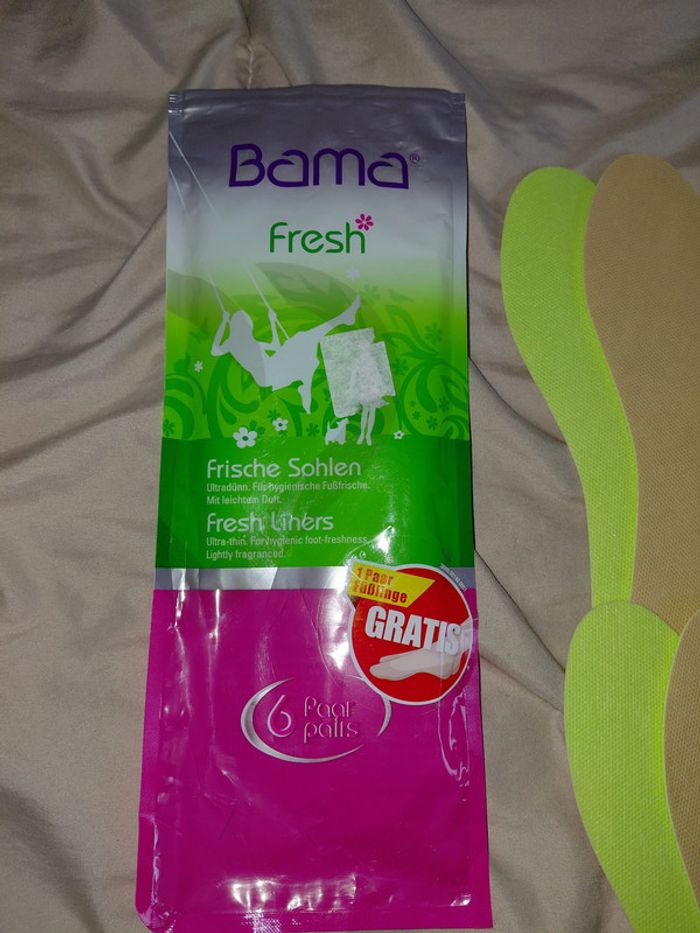 Bama®
Fresh
Frische Sohlen
Ultradünn. Für hygienische Fußfrische.
Mit leichtem Duft.
Fresh Liners
Ultra-thin. For hygienic foot-freshness.
Lightly fragranced.
1 Paar
Füßlinge
GRATIS
6 Paar
pairs